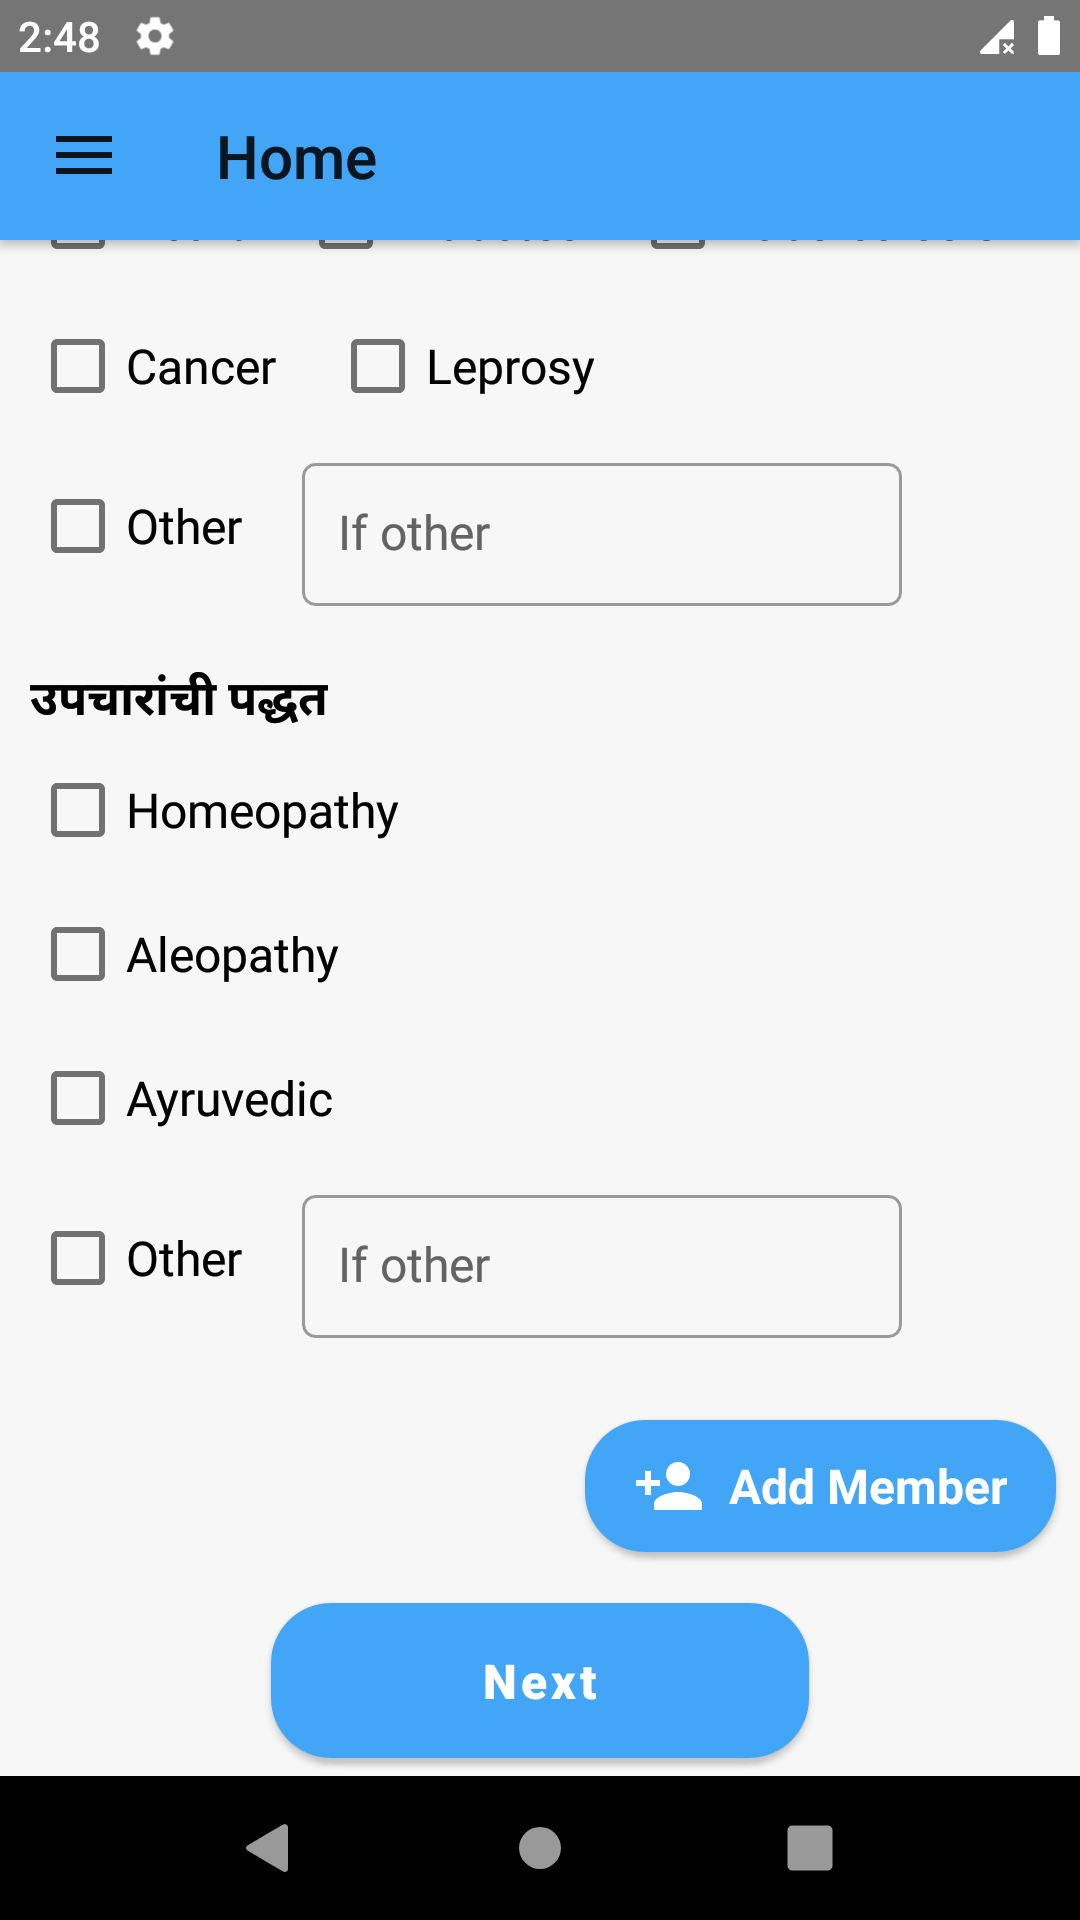 2:48
Home
Cancer Leprosy
Other If other
उपचारांची पद्धत
Homeopathy
Aleopathy
Ayruvedic
Other If other
Add Member
Next